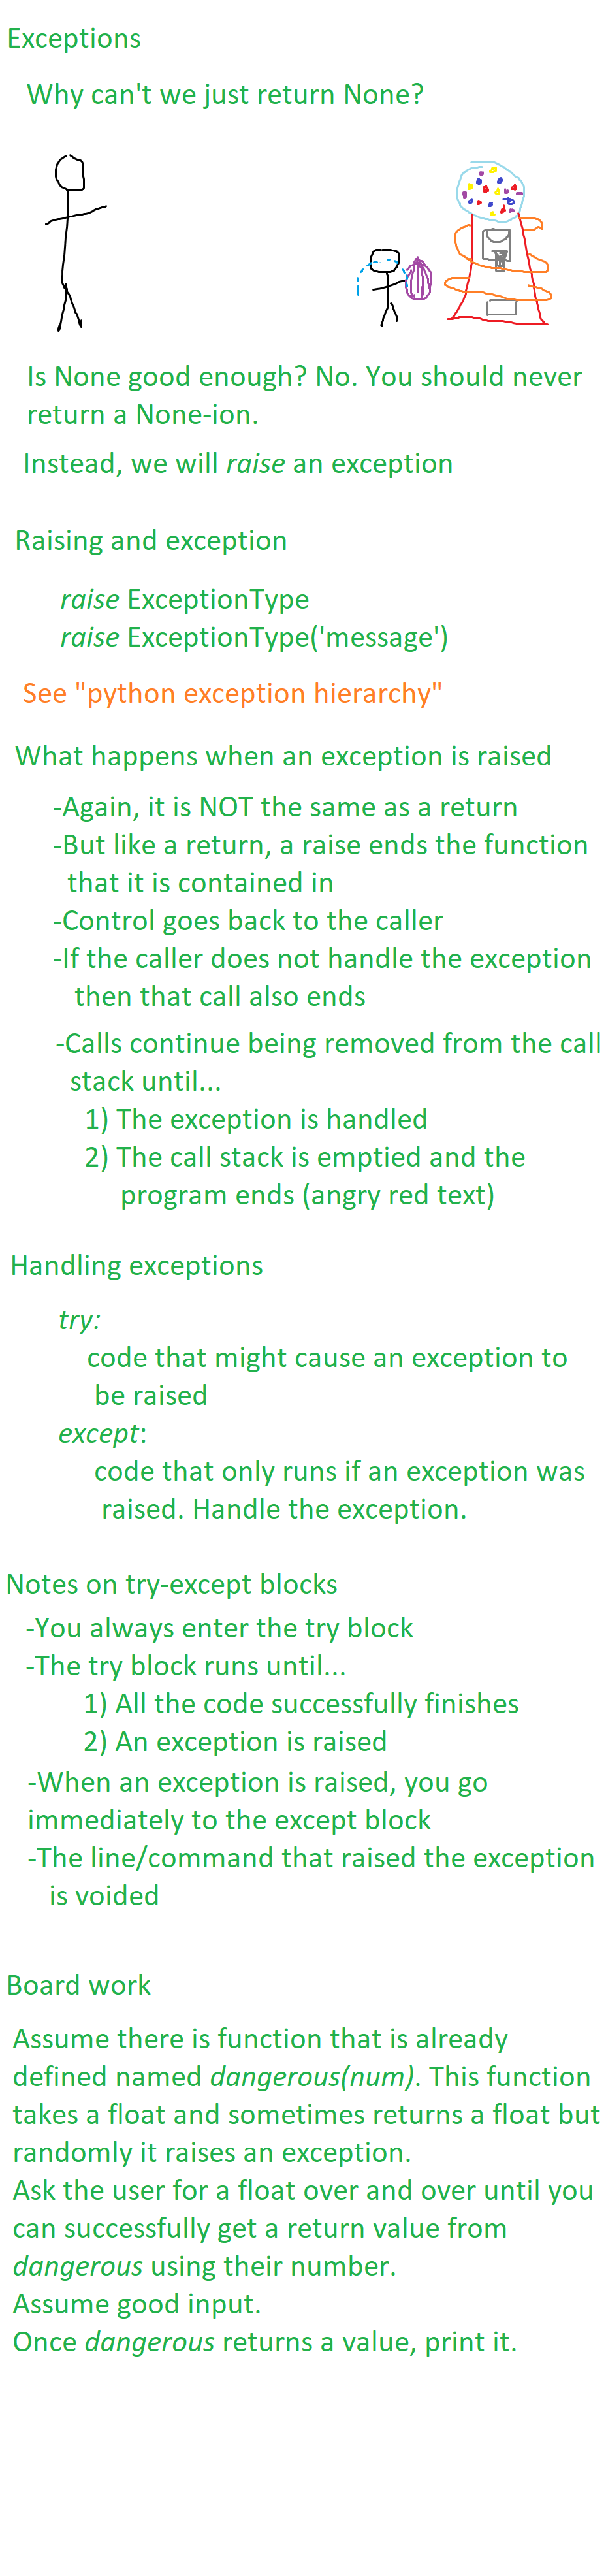 Exceptions
Why can't we just return None?
Is None good enough? No. You should never
return a None-ion.
Instead, we will raise an exception
Raising and exception
raise ExceptionType
raise ExceptionType('message')
See "python exception hierarchy"
What happens when an exception is raised
-Again, it is NOT the same as a return
-But like a return, a raise ends the function
that it is contained in
-Control goes back to the caller
-If the caller does not handle the exception
then that call also ends
-Calls continue being removed from the call
stack until...
1) The exception is handled
2) The call stack is emptied and the
program ends (angry red text)
Handling exceptions
try:
code that might cause an exception to
be raised
except:
code that only runs if an exception was
raised. Handle the exception.
Notes on try-except blocks
-You always enter the try block
-The try block runs until...
1) All the code successfully finishes
2) An exception is raised
-When an exception is raised, you go
immediately to the except block
-The line/command that raised the exception
is voided
Board work
Assume there is function that is already
defined named dangerous(num). This function
takes a float and sometimes returns a float but
randomly it raises an exception.
Ask the user for a float over and over until you
can successfully get a return value from
dangerous using their number.
Assume good input.
Once dangerous returns a value, print it.